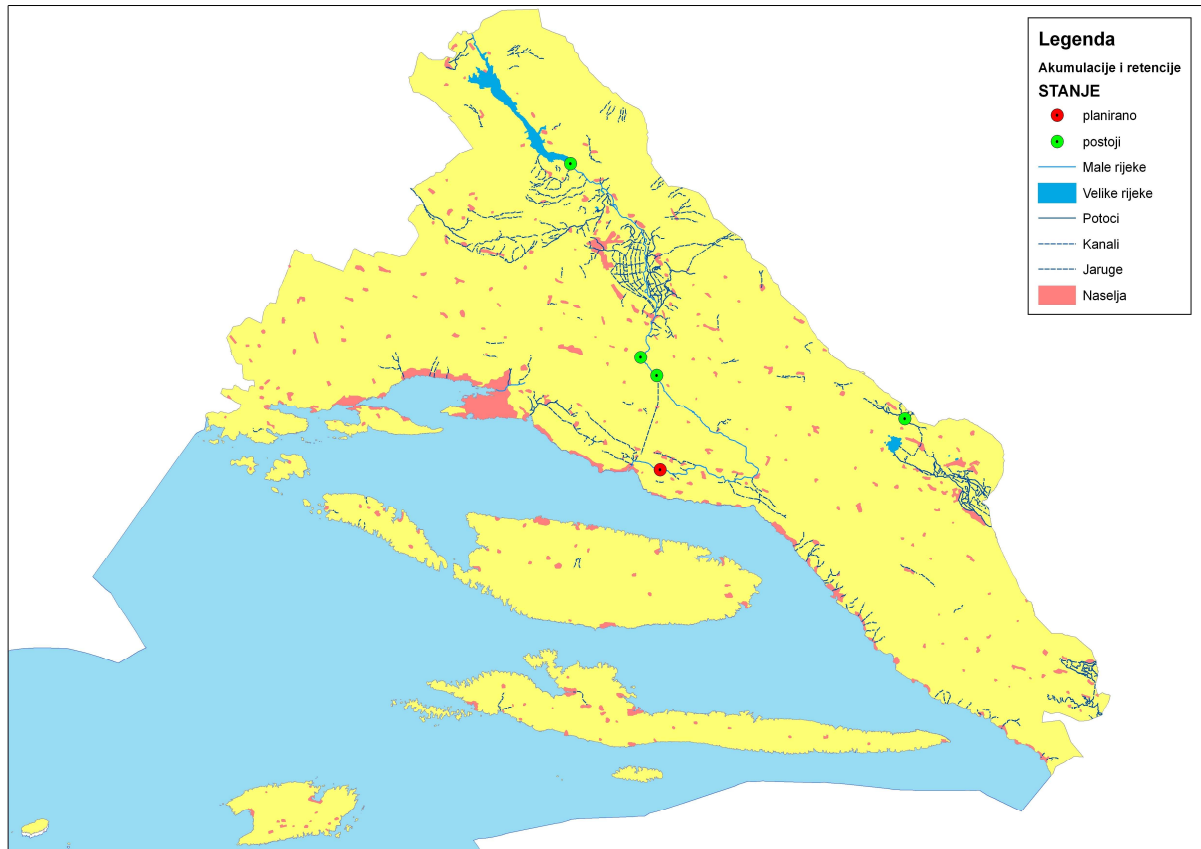 Legenda
Akumulacije i retencije
STANJE
planirano
postoji
Male rijeke
Velike rijeke
Potoci
Kanali
Jaruge
Naselja